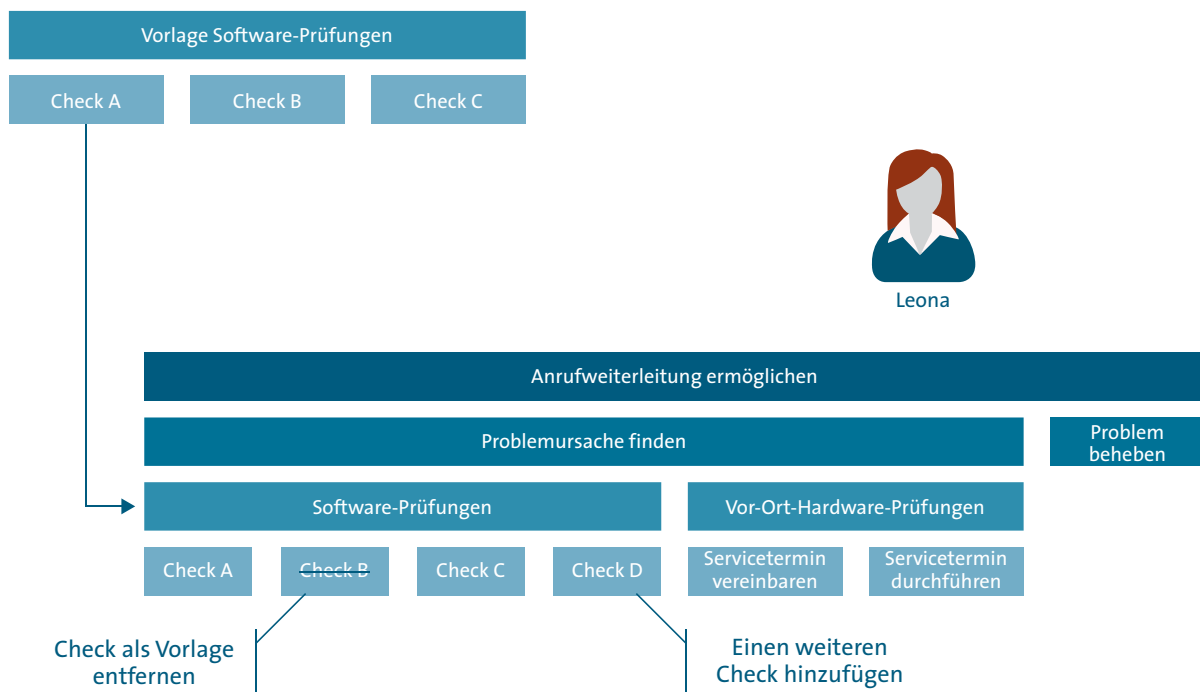 Vorlage Software-Prüfungen
Check A
Check B
Check C
Leona
Anrufweiterleitung ermöglichen
Problemursache finden
Problem
beheben
Software-Prüfungen
Vor-Ort-Hardware-Prüfungen
Check A
Check B
Check C
Check D
Servicetermin
vereinbaren
Servicetermin
durchführen
Check als Vorlage
entfernen
Einen weiteren
Check hinzufügen